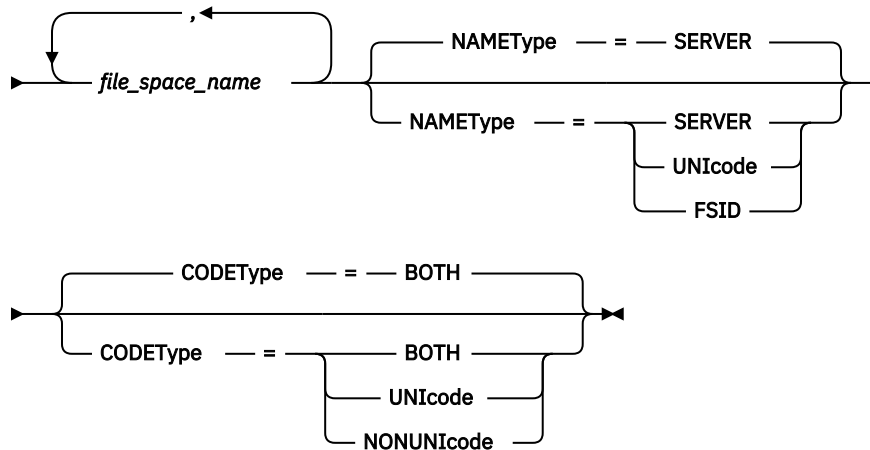 ,
NAMEType = SERVER
file_space_name
NAMEType = SERVER
UNIcode
FSID
CODEType = BOTH
CODEType = BOTH
UNIcode
NONUNIcode